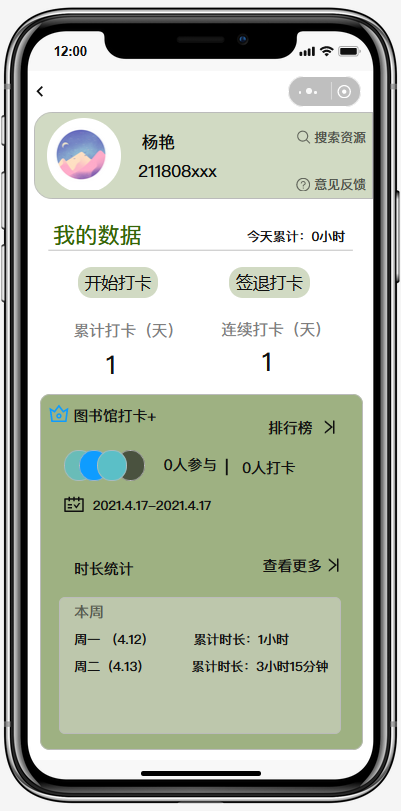 12:00
杨艳
211808xxx
搜索资源
意见反馈
我的数据
今天累计：0小时
开始打卡
签退打卡
累计打卡（天）
连续打卡（天）
1
1
图书馆打卡+
排行榜
0人参与 | 0人打卡
2021.4.17-2021.4.17
时长统计
查看更多
本周
周一 （4.12） 累计时长：1小时
周二（4.13） 累计时长：3小时15分钟